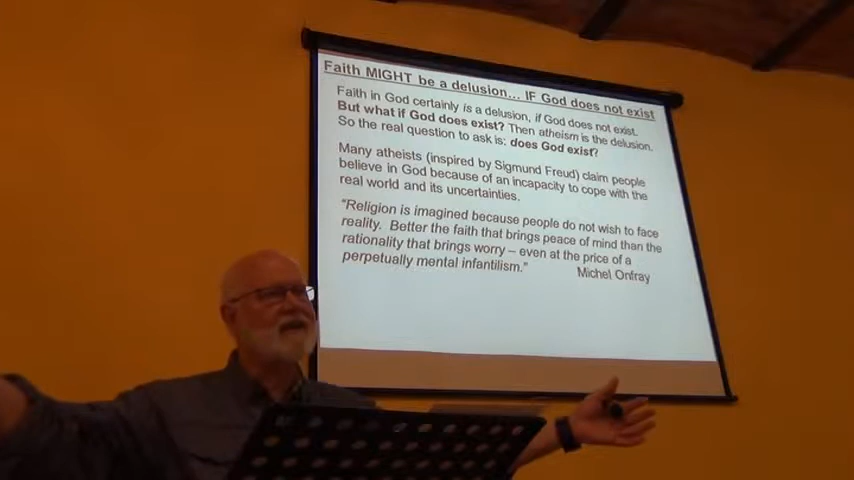 Faith MIGHT be a delusion... IF God does not exist
Faith in God certainly is a delusion, if God does not exist.
But what if God does exist? Then atheism is the delusion.
So the real question to ask is: does God exist?
Many atheists (inspired by Sigmund Freud) claim people
believe in God because of an incapacity to cope with the
real world and its uncertainties.
"Religion is imagined because people do not wish to face
reality. Better the faith that brings peace of mind than the
rationality that brings worry – even at the price of a
perpetually mental infantilism." Michel Onfray